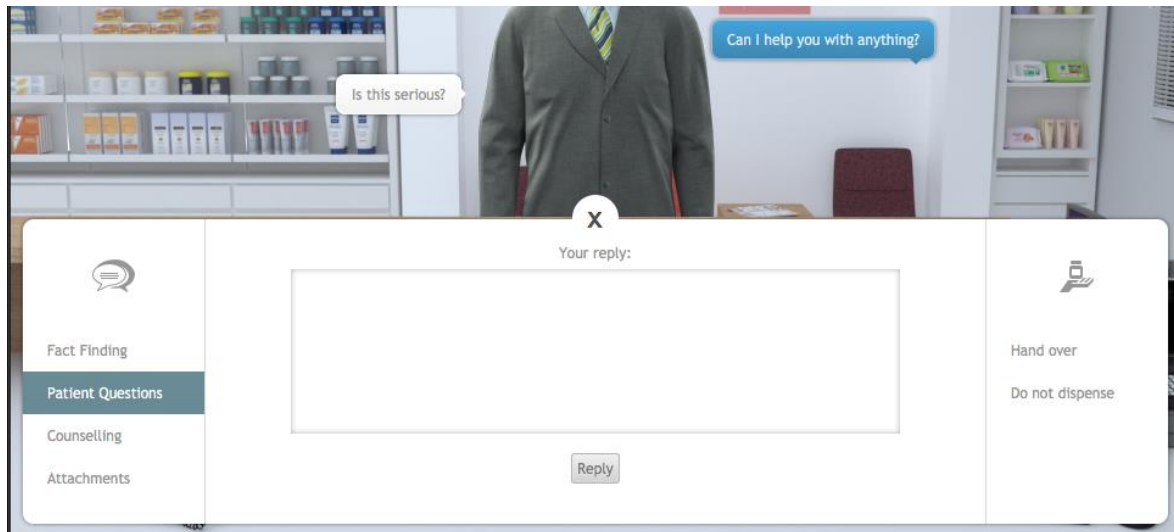 Can I help you with anything?
Is this serious?
X
Your reply:
Fact Finding
Patient Questions
Counselling
Attachments
Reply
Hand over
Do not dispense